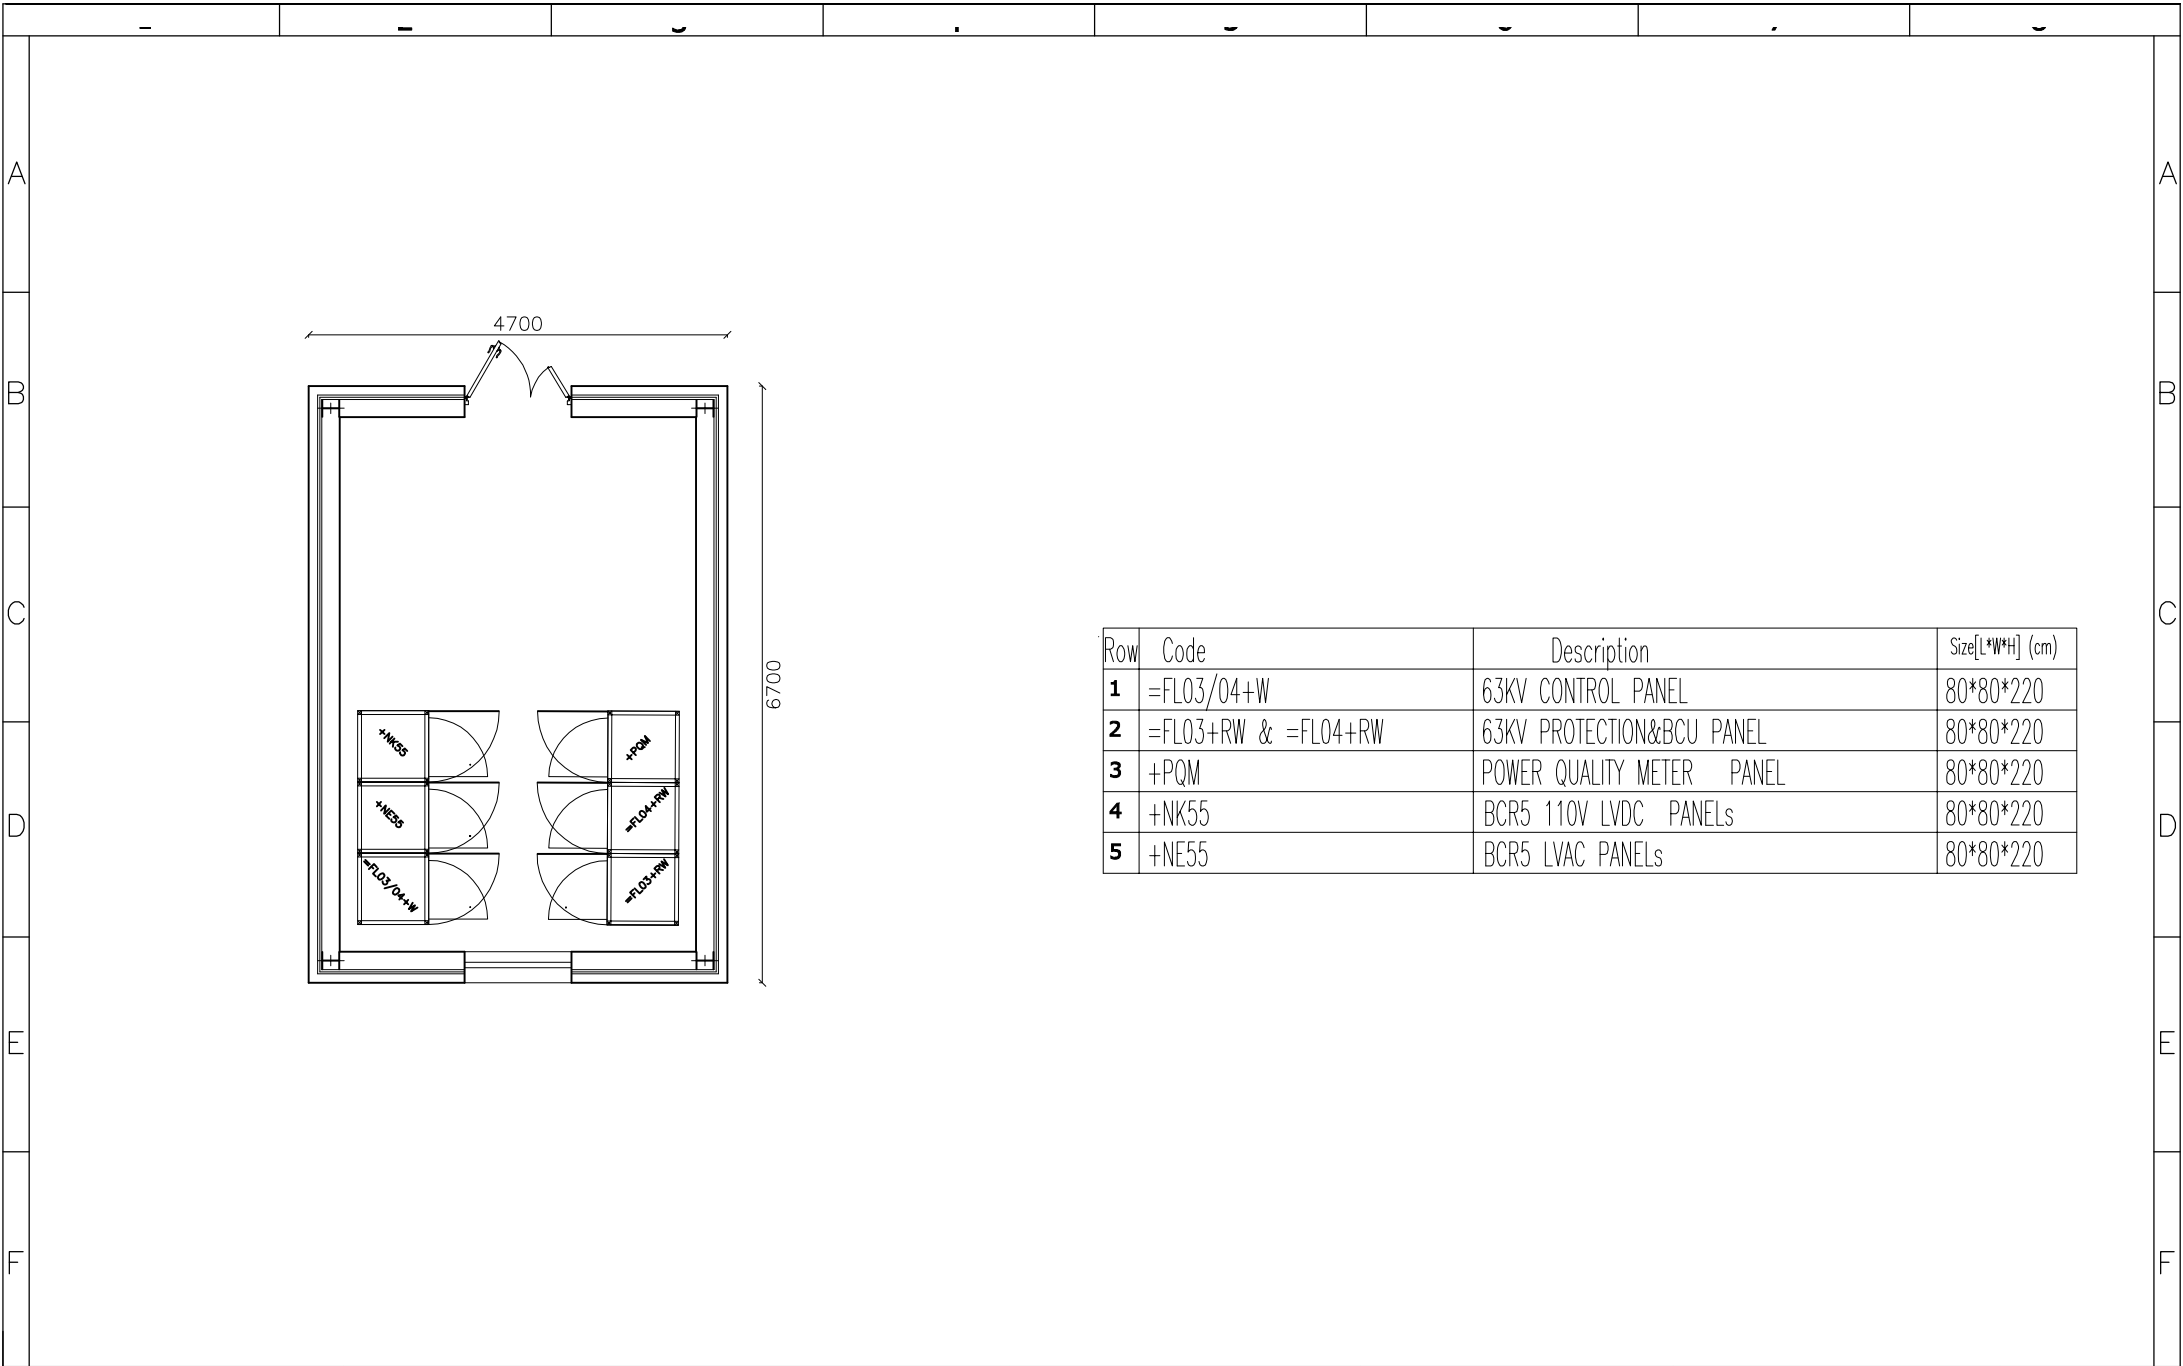 A A
4700
B B
6700
C C
Row Code Description Size[L*W*H] (cm)
1 =FL03/04+W 63KV CONTROL PANEL 80*80*220
2 =FL03+RW & =FL04+RW 63KV PROTECTION&BCU PANEL 80*80*220
3 +PQM POWER QUALITY METER PANEL 80*80*220
4 +NK55 BCR5 110V LVDC PANELs 80*80*220
5 +NE55 BCR5 LVAC PANELs 80*80*220
+NK55 +PQM
+NE55 =FL04+RW
=FL03/04+W =FL03+RW
D D
E E
F F